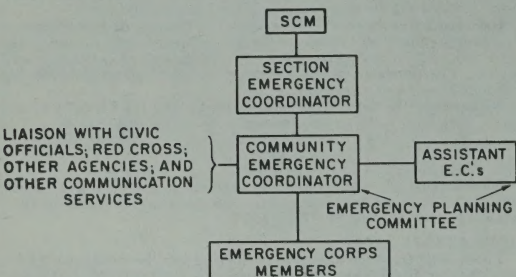 SCM
SECTION
EMERGENCY
COORDINATOR
LIAISON WITH CIVIC
OFFICIALS; RED CROSS;
OTHER AGENCIES; AND
OTHER COMMUNICATION
SERVICES
COMMUNITY
EMERGENCY
COORDINATOR
ASSISTANT
E.C.'s
EMERGENCY PLANNING
COMMITTEE
EMERGENCY CORPS
MEMBERS